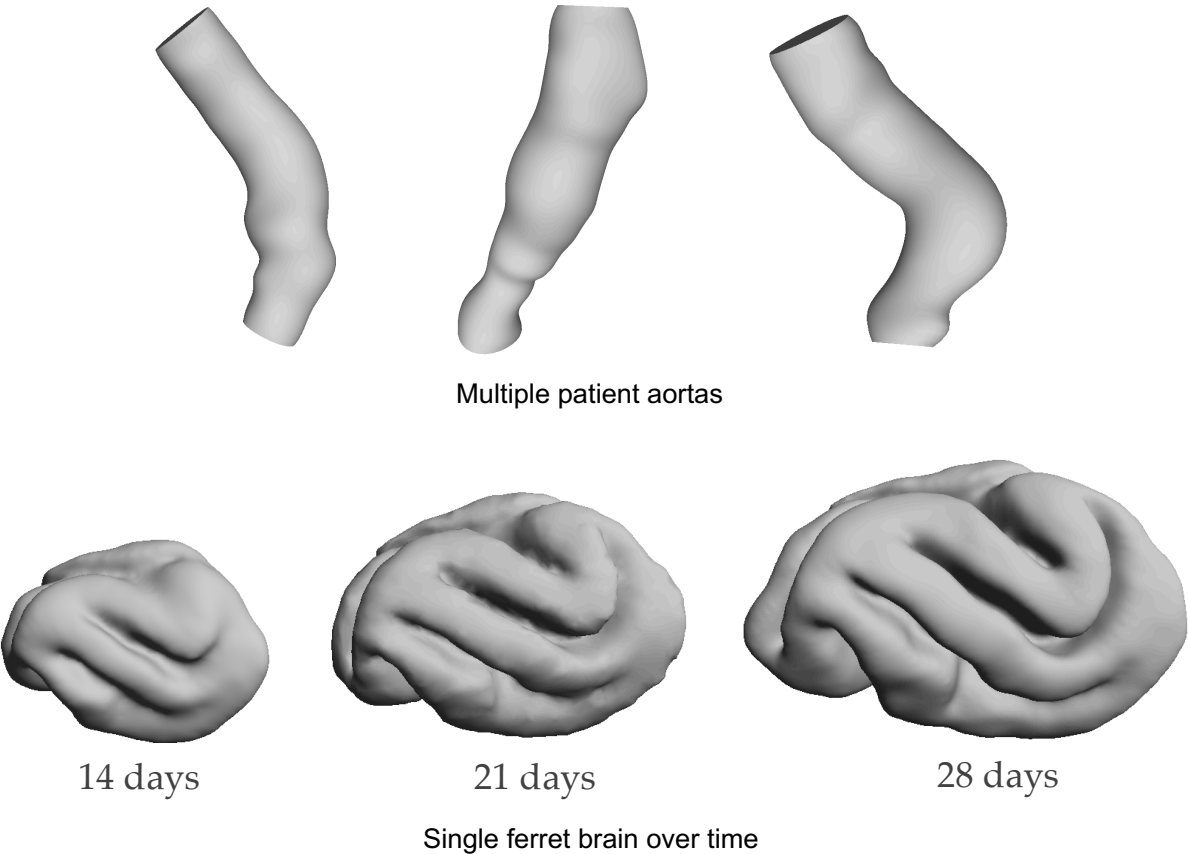 Multiple patient aortas
14 days
21 days
28 days
Single ferret brain over time